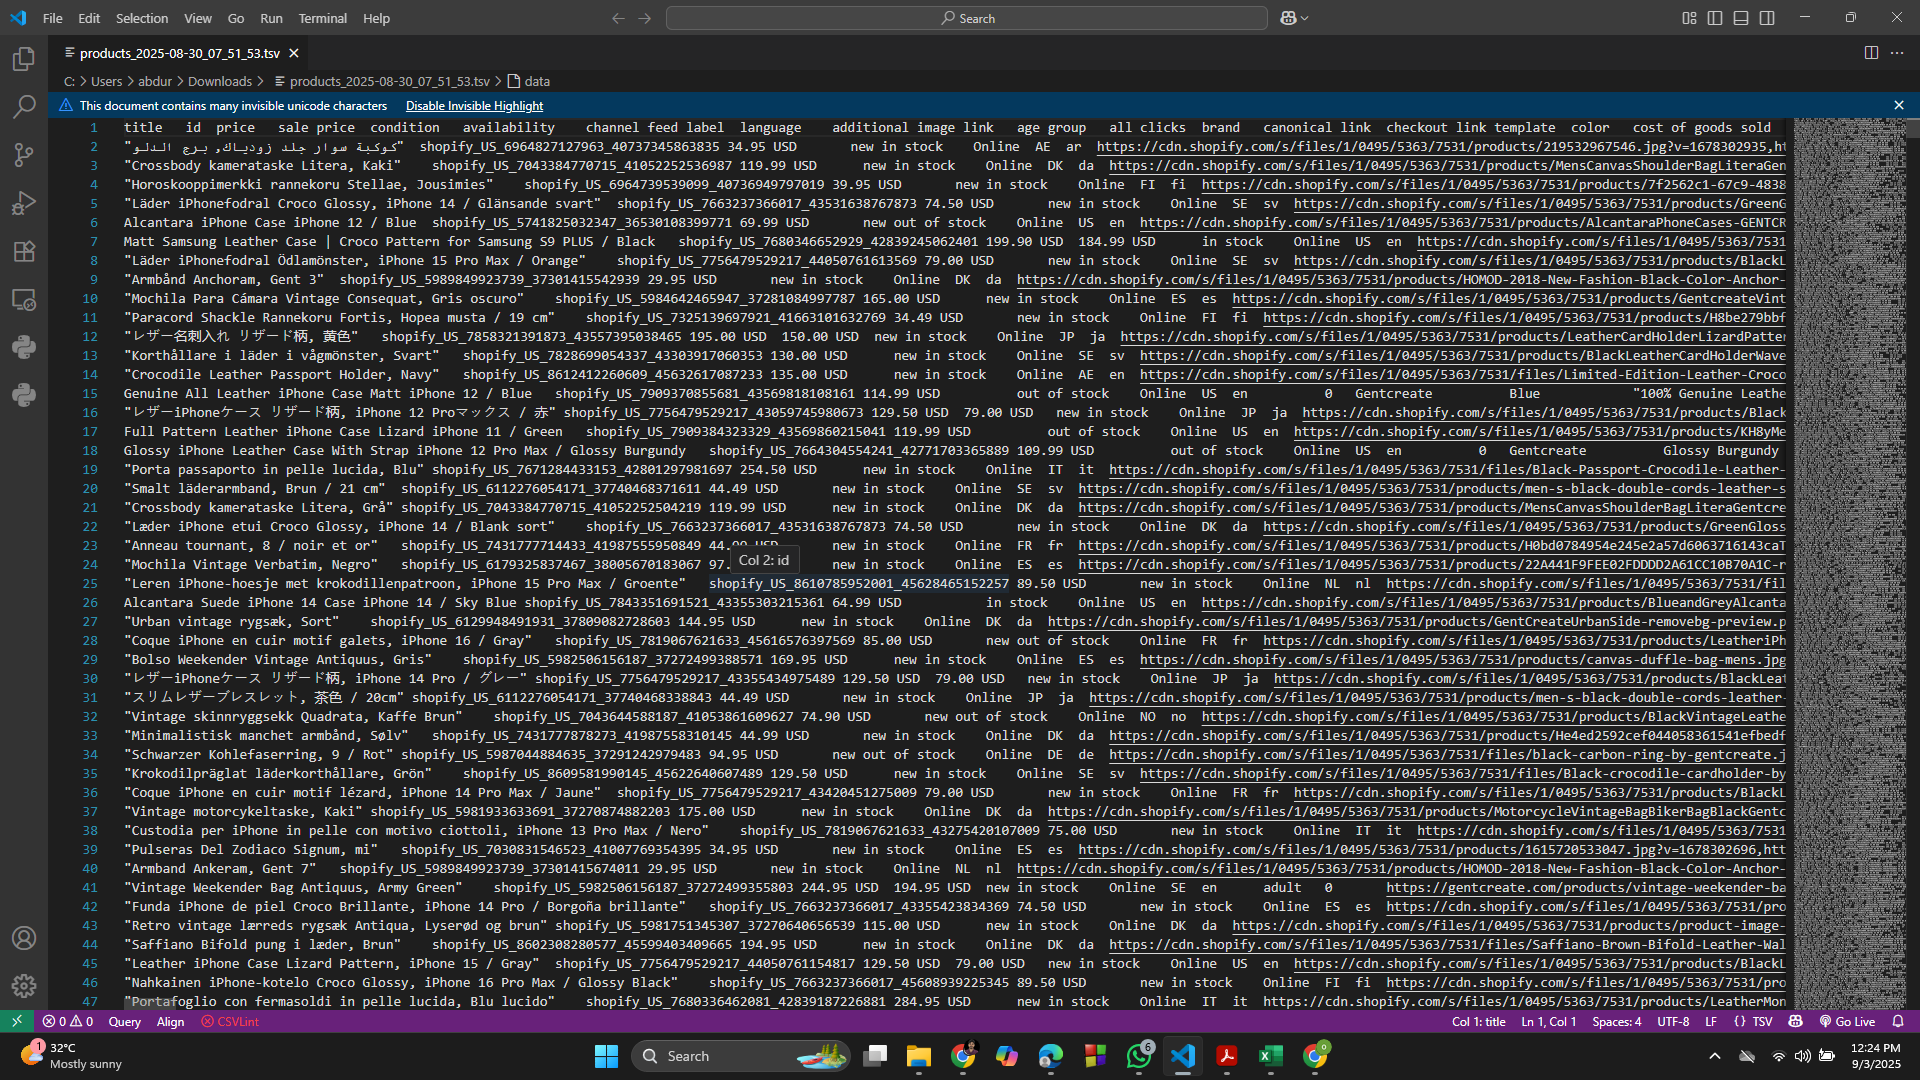 File Edit Selection View Go Run Terminal Help
Search
products_2025-08-30_07_51_53.tsv
C: > Users > abdur > Downloads > products_2025-08-30_07_51_53.tsv > data
This document contains many invisible unicode characters Disable Invisible Highlight
1 title id price sale price condition availability channel feed label language additional image link age group all clicks brand canonical link checkout link template color cost of goods sold
2 "كوكبة سوار جلد زودياك, برج الدلو" shopify_US_6964827127963_40737345863835 34.95 USD new in stock Online AE ar https://cdn.shopify.com/s/files/1/0495/5363/7531/products/219532967546.jpg?v=1678302935,ht
3 "Crossbody kamerataske Litera, Kaki" shopify_US_7043384770715_41052252536987 119.99 USD new in stock Online DK da https://cdn.shopify.com/s/files/1/0495/5363/7531/products/MensCanvasShoulderBagLiteraGen
4 "Horoskooppimerkki rannekoru Stellae, Jousimies" shopify_US_6964739539099_40736949797019 39.95 USD new in stock Online FI fi https://cdn.shopify.com/s/files/1/0495/5363/7531/products/7f2562c1-67c9-4838
5 "Läder iPhonefodral Croco Glossy, iPhone 14 / Glänsande svart" shopify_US_7663237366017_43531638767873 74.50 USD new in stock Online SE sv https://cdn.shopify.com/s/files/1/0495/5363/7531/products/GreenG
6 Alcantara iPhone Case iPhone 12 / Blue shopify_US_5741825032347_36530108399771 69.99 USD new out of stock Online US en https://cdn.shopify.com/s/files/1/0495/5363/7531/products/AlcantaraPhoneCases-GENTCR
7 Matt Samsung Leather Case | Croco Pattern for Samsung S9 PLUS / Black shopify_US_7680346652929_42839245062401 199.90 USD 184.99 USD in stock Online US en https://cdn.shopify.com/s/files/1/0495/5363/7531
8 "Läder iPhonefodral Ödlamönster, iPhone 15 Pro Max / Orange" shopify_US_7756479529217_44050761613569 79.00 USD new in stock Online SE sv https://cdn.shopify.com/s/files/1/0495/5363/7531/products/BlackL
9 "Armbånd Anchoram, Gent 3" shopify_US_5989849923739_37301415542939 29.95 USD new in stock Online DK da https://cdn.shopify.com/s/files/1/0495/5363/7531/products/HOMOD-2018-New-Fashion-Black-Color-Anchor-
10 "Mochila Para Cámara Vintage Consequat, Gris oscuro" shopify_US_5984642465947_37281084997787 165.00 USD new in stock Online ES es https://cdn.shopify.com/s/files/1/0495/5363/7531/products/GentcreateVint
11 "Paracord Shackle Rannekoru Fortis, Hopea musta / 19 cm" shopify_US_7325139697921_41663101632769 34.49 USD new in stock Online FI fi https://cdn.shopify.com/s/files/1/0495/5363/7531/products/H8be279bbf
12 "レザー名刺入れ リザード柄, 黄色" shopify_US_7858321391873_43557395038465 195.00 USD 150.00 USD new in stock Online JP ja https://cdn.shopify.com/s/files/1/0495/5363/7531/products/LeatherCardHolderLizardPatter
13 "Korthållare i läder i vågmönster, Svart" shopify_US_7828699054337_43303917060353 130.00 USD new in stock Online SE sv https://cdn.shopify.com/s/files/1/0495/5363/7531/products/BlackLeatherCardHolderWave
14 "Crocodile Leather Passport Holder, Navy" shopify_US_8612412260609_45632617087233 135.00 USD new in stock Online AE en https://cdn.shopify.com/s/files/1/0495/5363/7531/files/Limited-Edition-Leather-Croco
15 Genuine All Leather iPhone Case Matt iPhone 12 / Blue shopify_US_7909370855681_43569818108161 114.99 USD out of stock Online US en 0 Gentcreate Blue "100% Genuine Leathe
16 "レザーiPhoneケース リザード柄, iPhone 12 Proマックス / 赤" shopify_US_7756479529217_43059745980673 129.50 USD 79.00 USD new in stock Online JP ja https://cdn.shopify.com/s/files/1/0495/5363/7531/products/Black
17 Full Pattern Leather iPhone Case Lizard iPhone 11 / Green shopify_US_7909384323329_43569860215041 119.99 USD out of stock Online US en https://cdn.shopify.com/s/files/1/0495/5363/7531/products/KH8yMe
18 Glossy iPhone Leather Case With Strap iPhone 12 Pro Max / Glossy Burgundy shopify_US_7664304554241_42771703365889 109.99 USD out of stock Online US en 0 Gentcreate Glossy Burgundy
19 "Porta passaporto in pelle lucida, Blu" shopify_US_7671284433153_42801297981697 254.50 USD new in stock Online IT it https://cdn.shopify.com/s/files/1/0495/5363/7531/files/Black-Passport-Crocodile-Leather-
20 "Smalt läderarmband, Brun / 21 cm" shopify_US_6112276054171_37740468371611 44.49 USD new in stock Online SE sv https://cdn.shopify.com/s/files/1/0495/5363/7531/products/men-s-black-double-cords-leather-s
21 "Crossbody kamerataske Litera, Grå" shopify_US_7043384770715_41052252504219 119.99 USD new in stock Online DK da https://cdn.shopify.com/s/files/1/0495/5363/7531/products/MensCanvasShoulderBagLiteraGentcre
22 "Læder iPhone etui Croco Glossy, iPhone 14 / Blank sort" shopify_US_7663237366017_43531638767873 74.50 USD new in stock Online DK da https://cdn.shopify.com/s/files/1/0495/5363/7531/products/GreenGloss
23 "Anneau tournant, 8 / noir et or" shopify_US_7431777714433_41987555950849 44. USD new in stock Online FR fr https://cdn.shopify.com/s/files/1/0495/5363/7531/products/H0bd0784954e245e2a57d6063716143caT
Col 2: id
24 "Mochila Vintage Verbatim, Negro" shopify_US_6179325837467_38005670183067 97. new in stock Online ES es https://cdn.shopify.com/s/files/1/0495/5363/7531/products/22A441F9FEE02FDDDD2A61CC10B70A1C-r
25 "Leren iPhone-hoesje met krokodillenpatroon, iPhone 15 Pro Max / Groente" shopify_US_8610785952001_45628465152257 89.50 USD new in stock Online NL nl https://cdn.shopify.com/s/files/1/0495/5363/7531/fil
26 Alcantara Suede iPhone 14 Case iPhone 14 / Sky Blue shopify_US_7843351691521_43355303215361 64.99 USD in stock Online US en https://cdn.shopify.com/s/files/1/0495/5363/7531/products/BlueandGreyAlcanta
27 "Urban vintage rygsæk, Sort" shopify_US_6129948491931_37809082728603 144.95 USD new in stock Online DK da https://cdn.shopify.com/s/files/1/0495/5363/7531/products/GentCreateUrbanSide-removebg-preview.p
28 "Coque iPhone en cuir motif galets, iPhone 16 / Gray" shopify_US_7819067621633_45616576397569 85.00 USD new out of stock Online FR fr https://cdn.shopify.com/s/files/1/0495/5363/7531/products/LeatheriPh
29 "Bolso Weekender Vintage Antiquus, Gris" shopify_US_5982506156187_37272499388571 169.95 USD new in stock Online ES es https://cdn.shopify.com/s/files/1/0495/5363/7531/products/canvas-duffle-bag-mens.jpg
30 "レザーiPhoneケース リザード柄, iPhone 14 Pro / グレー" shopify_US_7756479529217_43355434975489 129.50 USD 79.00 USD new in stock Online JP ja https://cdn.shopify.com/s/files/1/0495/5363/7531/products/BlackLeat
31 "スリムレザーブレスレット, 茶色 / 20cm" shopify_US_6112276054171_37740468338843 44.49 USD new in stock Online JP ja https://cdn.shopify.com/s/files/1/0495/5363/7531/products/men-s-black-double-cords-leather-
32 "Vintage skinnryggsekk Quadrata, Kaffe Brun" shopify_US_7043644588187_41053861609627 74.90 USD new out of stock Online NO no https://cdn.shopify.com/s/files/1/0495/5363/7531/products/BlackVintageLeathe
33 "Minimalistisk manchet armbånd, Sølv" shopify_US_7431777878273_41987558310145 44.99 USD new in stock Online DK da https://cdn.shopify.com/s/files/1/0495/5363/7531/products/He4ed2592cef044058361541efbedf
34 "Schwarzer Kohlefaserring, 9 / Rot" shopify_US_5987044884635_37291242979483 94.95 USD new out of stock Online DE de https://cdn.shopify.com/s/files/1/0495/5363/7531/files/black-carbon-ring-by-gentcreate.j
35 "Krokodilpräglat läderkorthållare, Grön" shopify_US_8609581990145_45622640607489 129.50 USD new in stock Online SE sv https://cdn.shopify.com/s/files/1/0495/5363/7531/files/Black-crocodile-cardholder-by
36 "Coque iPhone en cuir motif lézard, iPhone 14 Pro Max / Jaune" shopify_US_7756479529217_43420451275009 79.00 USD new in stock Online FR fr https://cdn.shopify.com/s/files/1/0495/5363/7531/products/BlackL
37 "Vintage motorcykeltaske, Kaki" shopify_US_5981933633691_37270874882203 175.00 USD new in stock Online DK da https://cdn.shopify.com/s/files/1/0495/5363/7531/products/MotorcycleVintageBagBikerBagBlackGentc
38 "Custodia per iPhone in pelle con motivo ciottoli, iPhone 13 Pro Max / Nero" shopify_US_7819067621633_43275420107009 75.00 USD new in stock Online IT it https://cdn.shopify.com/s/files/1/0495/5363/7531
39 "Pulseras Del Zodiaco Signum, mi" shopify_US_7030831546523_41007769354395 34.95 USD new in stock Online ES es https://cdn.shopify.com/s/files/1/0495/5363/7531/products/1615720533047.jpg?v=1678302696,htt
40 "Armband Ankeram, Gent 7" shopify_US_5989849923739_37301415674011 29.95 USD new in stock Online NL nl https://cdn.shopify.com/s/files/1/0495/5363/7531/products/HOMOD-2018-New-Fashion-Black-Color-Anchor-
41 "Vintage Weekender Bag Antiquus, Army Green" shopify_US_5982506156187_37272499355803 244.95 USD 194.95 USD new in stock Online SE en adult 0 https://gentcreate.com/products/vintage-weekender-ba
42 "Funda iPhone de piel Croco Brillante, iPhone 14 Pro / Borgoña brillante" shopify_US_7663237366017_43355423834369 74.50 USD new in stock Online ES es https://cdn.shopify.com/s/files/1/0495/5363/7531/pro
43 "Retro vintage lærreds rygsæk Antiqua, Lyserød og brun" shopify_US_5981751345307_37270640656539 115.00 USD new in stock Online DK da https://cdn.shopify.com/s/files/1/0495/5363/7531/products/product-image-
44 "Saffiano Bifold pung i læder, Brun" shopify_US_8602308280577_45599403409665 194.95 USD new in stock Online DK da https://cdn.shopify.com/s/files/1/0495/5363/7531/files/Saffiano-Brown-Bifold-Leather-Wal
45 "Leather iPhone Case Lizard Pattern, iPhone 15 / Gray" shopify_US_7756479529217_44050761154817 129.50 USD 79.00 USD new in stock Online US en https://cdn.shopify.com/s/files/1/0495/5363/7531/products/BlackL
46 "Nahkainen iPhone-kotelo Croco Glossy, iPhone 16 Pro Max / Glossy Black" shopify_US_7663237366017_45608939225345 89.50 USD new in stock Online FI fi https://cdn.shopify.com/s/files/1/0495/5363/7531/pro
47 "Portafoglio con fermasoldi in pelle lucida, Blu lucido" shopify_US_7680336462081_42839187226881 284.95 USD new in stock Online IT it https://cdn.shopify.com/s/files/1/0495/5363/7531/products/LeatherMon
0 0 Query Align CSVLint Col 1: title Ln 1, Col 1 Spaces: 4 UTF-8 LF {} TSV Go Live
1 32°C
Mostly sunny
Search
6
12:24 PM
9/3/2025